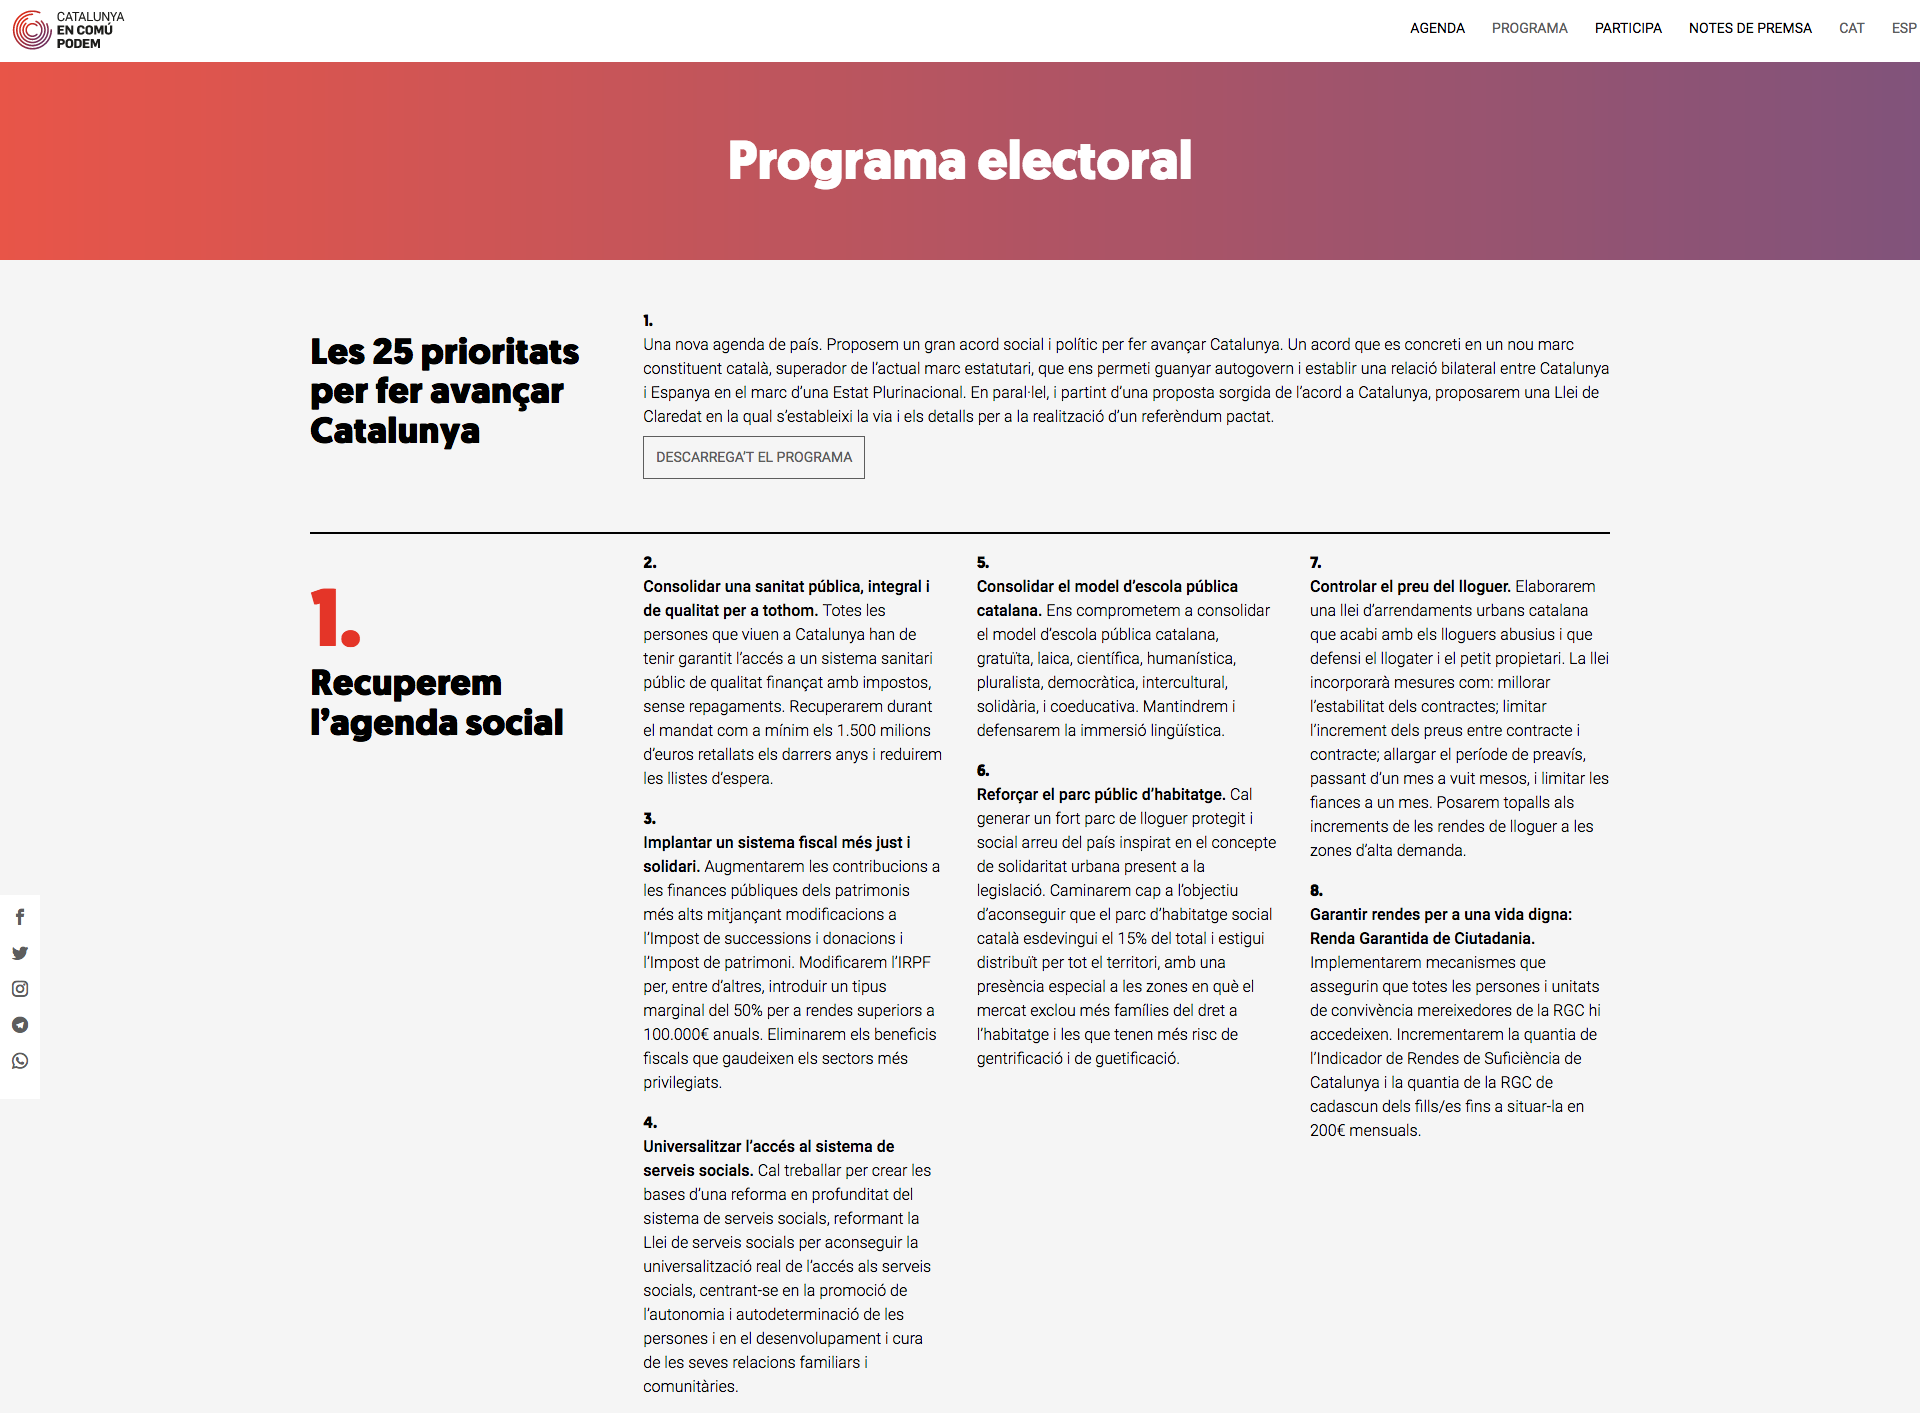 CATALUNYA
EN COMÚ
PODEM
AGENDA
PROGRAMA
PARTICIPA
NOTES DE PREMSA
CAT
ESP
Programa electoral
Les 25 prioritats
per fer avançar
Catalunya
1.
Una nova agenda de país. Proposem un gran acord social i polític per fer avançar Catalunya. Un acord que es concreti en un nou marc
constituent català, superador de l’actual marc estatutari, que ens permeti guanyar autogovern i establir una relació bilateral entre Catalunya
i Espanya en el marc d’una Estat Plurinacional. En paral·lel, i partint d’una proposta sorgida de l’acord a Catalunya, proposarem una Llei de
Claredat en la qual s’estableixi la via i els detalls per a la realització d’un referèndum pactat.
DESCARREGA’T EL PROGRAMA
1.
Recuperem
l’agenda social
2.
Consolidar una sanitat pública, integral i
de qualitat per a tothom. Totes les
persones que viuen a Catalunya han de
tenir garantit l’accés a un sistema sanitari
públic de qualitat finançat amb impostos,
sense repagaments. Recuperarem durant
el mandat com a mínim els 1.500 milions
d’euros retallats els darrers anys i reduirem
les llistes d’espera.
3.
Implantar un sistema fiscal més just i
solidari. Augmentarem les contribucions a
les finances públiques dels patrimonis
més alts mitjançant modificacions a
l’Impost de successions i donacions i
l’Impost de patrimoni. Modificarem l’IRPF
per, entre d’altres, introduir un tipus
marginal del 50% per a rendes superiors a
100.000€ anuals. Eliminarem els beneficis
fiscals que gaudeixen els sectors més
privilegiats.
4.
Universalitzar l’accés al sistema de
serveis socials. Cal treballar per crear les
bases d’una reforma en profunditat del
sistema de serveis socials, reformant la
Llei de serveis socials per aconseguir la
universalització real de l’accés als serveis
socials, centrant-se en la promoció de
l’autonomia i autodeterminació de les
persones i en el desenvolupament i cura
de les seves relacions familiars i
comunitàries.
5.
Consolidar el model d’escola pública
catalana. Ens comprometem a consolidar
el model d’escola pública catalana,
gratuïta, laica, científica, humanística,
pluralista, democràtica, intercultural,
solidària, i coeducativa. Mantindrem i
defensarem la immersió lingüística.
6.
Reforçar el parc públic d’habitatge. Cal
generar un fort parc de lloguer protegit i
social arreu del país inspirat en el concepte
de solidaritat urbana present a la
legislació. Caminarem cap a l’objectiu
d’aconseguir que el parc d’habitatge social
català esdevingui el 15% del total i estigui
distribuït per tot el territori, amb una
presència especial a les zones en què el
mercat exclou més famílies del dret a
l’habitatge i les que tenen més risc de
gentrificació i de guetificació.
7.
Controlar el preu del lloguer. Elaborarem
una llei d’arrendaments urbans catalana
que acabi amb els lloguers abusius i que
defensi el llogater i el petit propietari. La llei
incorporarà mesures com: millorar
l’estabilitat dels contractes; limitar
l’increment dels preus entre contracte i
contracte; allargar el període de preavís,
passant d’un mes a vuit mesos, i limitar les
fiances a un mes. Posarem topalls als
increments de les rendes de lloguer a les
zones d’alta demanda.
8.
Garantir rendes per a una vida digna:
Renda Garantida de Ciutadania.
Implementarem mecanismes que
assegurin que totes les persones i unitats
de convivència mereixedores de la RGC hi
accedeixen. Incrementarem la quantia de
l’Indicador de Rendes de Suficiència de
Catalunya i la quantia de la RGC de
cadascun dels fills/es fins a situar-la en
200€ mensuals.